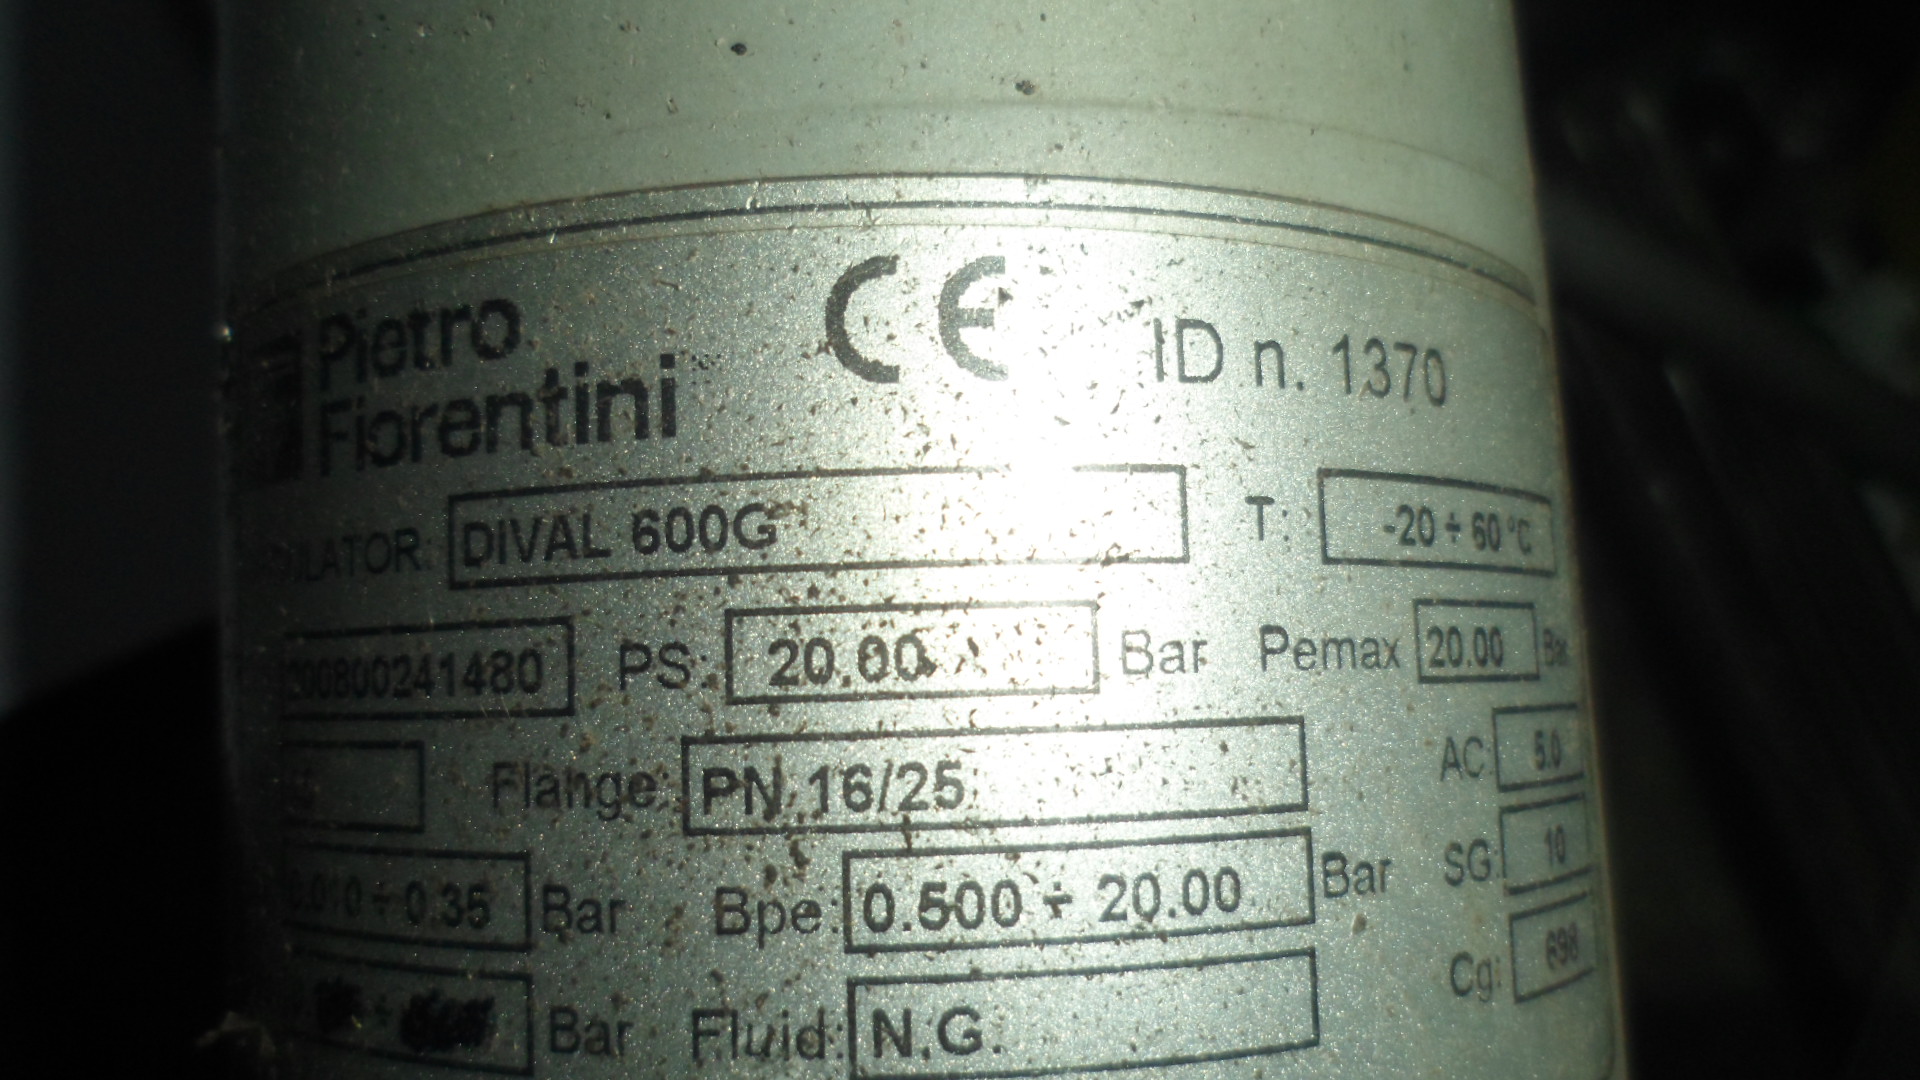 Pietro
Fiorentini
CE ID n. 1370
DIVAL 600G T: -20 ÷ 60 °C
PS: 20.00 Bar Pemax 20.00 Bar
Flange: PN 16/25 AC: 5.0
0.010 ÷ 0.35 Bar Bpe: 0.500 ÷ 20.00 Bar SG: 10
Bar Fluid: N.G. Cg: 698